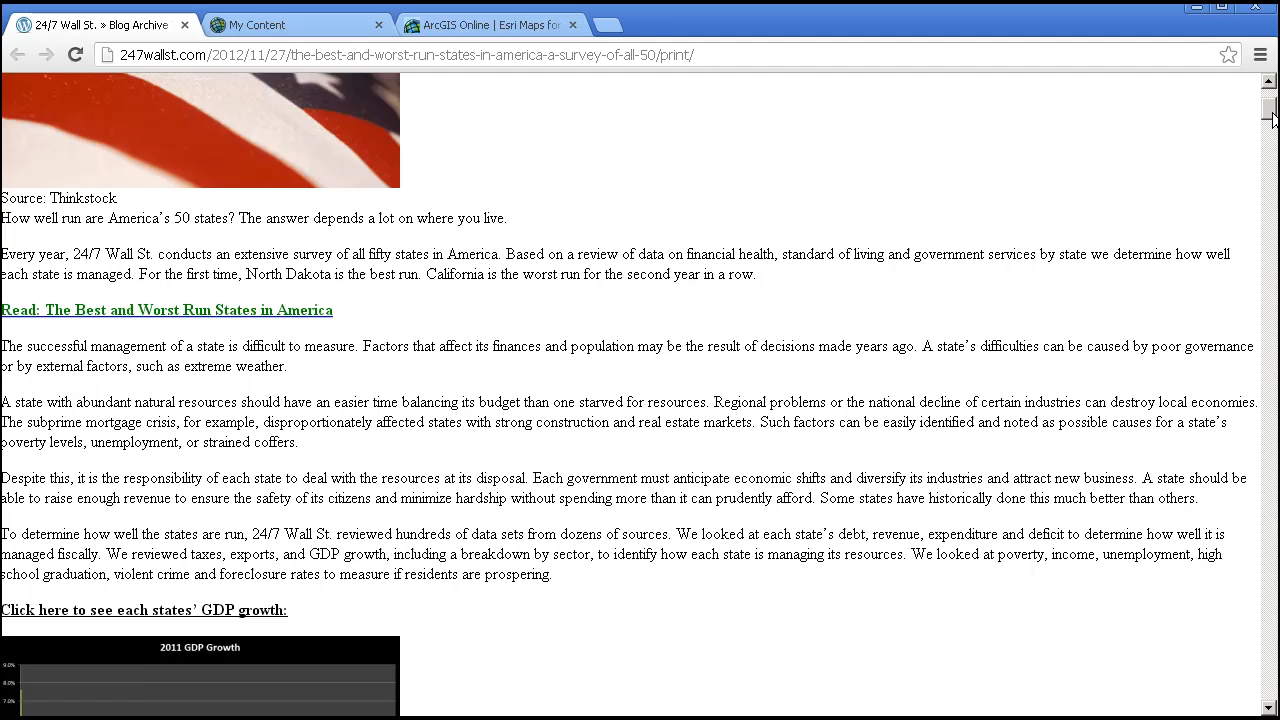 24/7 Wall St. » Blog Archive
My Content
ArcGIS Online | Esri Maps for
247wallst.com/2012/11/27/the-best-and-worst-run-states-in-america-a-survey-of-all-50/print/
Source: Thinkstock
How well run are America’s 50 states? The answer depends a lot on where you live.
Every year, 24/7 Wall St. conducts an extensive survey of all fifty states in America. Based on a review of data on financial health, standard of living and government services by state we determine how well
each state is managed. For the first time, North Dakota is the best run. California is the worst run for the second year in a row.
Read: The Best and Worst Run States in America
The successful management of a state is difficult to measure. Factors that affect its finances and population may be the result of decisions made years ago. A state’s difficulties can be caused by poor governance
or by external factors, such as extreme weather.
A state with abundant natural resources should have an easier time balancing its budget than one starved for resources. Regional problems or the national decline of certain industries can destroy local economies.
The subprime mortgage crisis, for example, disproportionately affected states with strong construction and real estate markets. Such factors can be easily identified and noted as possible causes for a state’s
poverty levels, unemployment, or strained coffers.
Despite this, it is the responsibility of each state to deal with the resources at its disposal. Each government must anticipate economic shifts and diversify its industries and attract new business. A state should be
able to raise enough revenue to ensure the safety of its citizens and minimize hardship without spending more than it can prudently afford. Some states have historically done this much better than others.
To determine how well the states are run, 24/7 Wall St. reviewed hundreds of data sets from dozens of sources. We looked at each state’s debt, revenue, expenditure and deficit to determine how well it is
managed fiscally. We reviewed taxes, exports, and GDP growth, including a breakdown by sector, to identify how each state is managing its resources. We looked at poverty, income, unemployment, high
school graduation, violent crime and foreclosure rates to measure if residents are prospering.
Click here to see each states’ GDP growth:
2011 GDP Growth
9.0%
8.0%
7.0%